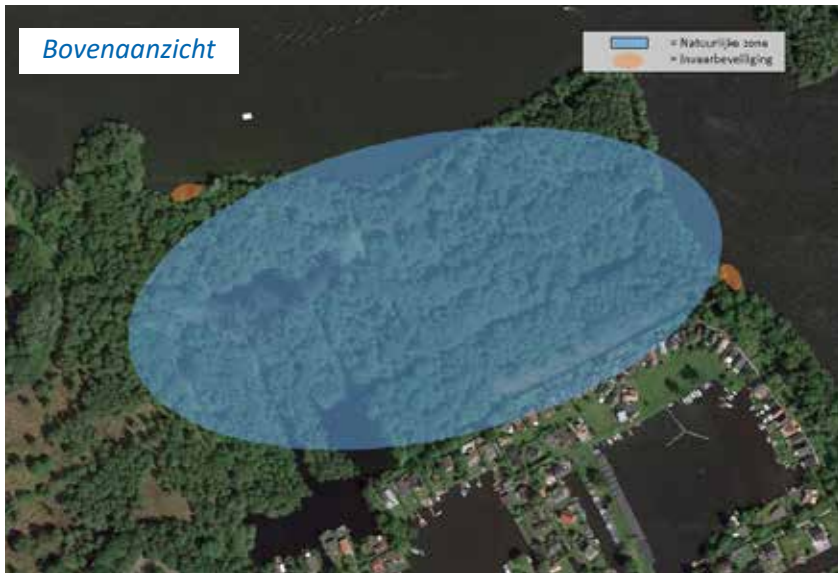 Bovenaanzicht
= Natuurlijke zone
= Invaarbeveiliging